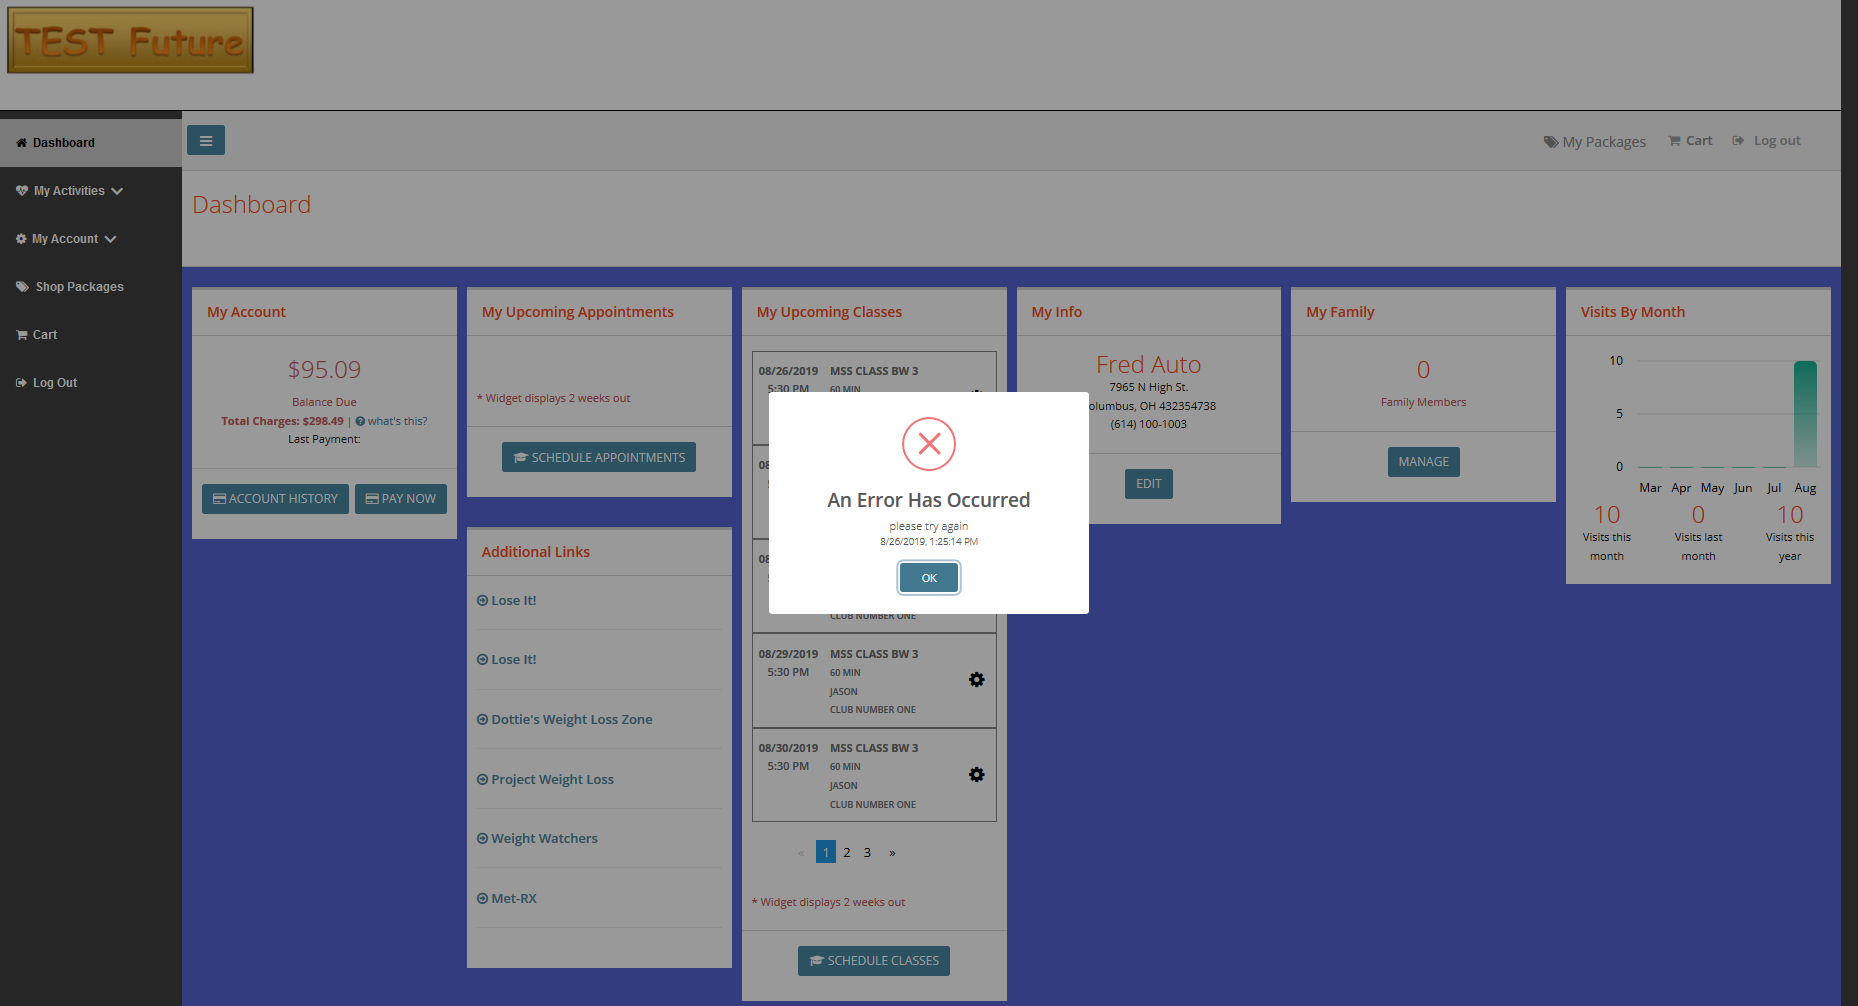 TEST Future
Dashboard
My Activities
My Account
Shop Packages
Cart
Log Out
My Packages
Cart
Log out
Dashboard
My Account
$95.09
Balance Due
Total Charges: $298.49 | what's this?
Last Payment:
ACCOUNT HISTORY
PAY NOW
My Upcoming Appointments
* Widget displays 2 weeks out
SCHEDULE APPOINTMENTS
Additional Links
Lose It!
Lose It!
Dottie's Weight Loss Zone
Project Weight Loss
Weight Watchers
Met-RX
My Upcoming Classes
08/26/2019 MSS CLASS BW 3
5:30 PM 60 MIN
CLUB NUMBER ONE
08/29/2019 MSS CLASS BW 3
5:30 PM 60 MIN
JASON
CLUB NUMBER ONE
08/30/2019 MSS CLASS BW 3
5:30 PM 60 MIN
JASON
CLUB NUMBER ONE
« 1 2 3 »
* Widget displays 2 weeks out
SCHEDULE CLASSES
An Error Has Occurred
please try again
8/26/2019, 1:25:14 PM
OK
My Info
Fred Auto
7965 N High St.
olumbus, OH 432354738
(614) 100-1003
EDIT
My Family
0
Family Members
MANAGE
Visits By Month
10
5
0
Mar Apr May Jun Jul Aug
10 0 10
Visits this Visits last Visits this
month month year